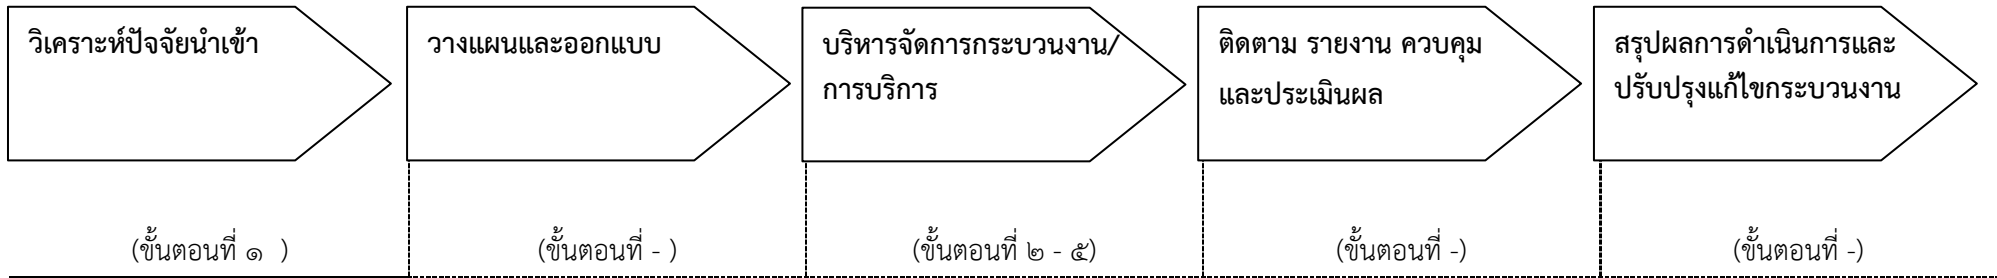 วิเคราะห์ปัจจัยนำเข้า
วางแผนและออกแบบ
บริหารจัดการกระบวนงาน/
การบริการ
ติดตาม รายงาน ควบคุม
และประเมินผล
สรุปผลการดำเนินการและ
ปรับปรุงแก้ไขกระบวนงาน
(ขั้นตอนที่ ๑ )
(ขั้นตอนที่ - )
(ขั้นตอนที่ ๒ - ๕)
(ขั้นตอนที่ -)
(ขั้นตอนที่ -)